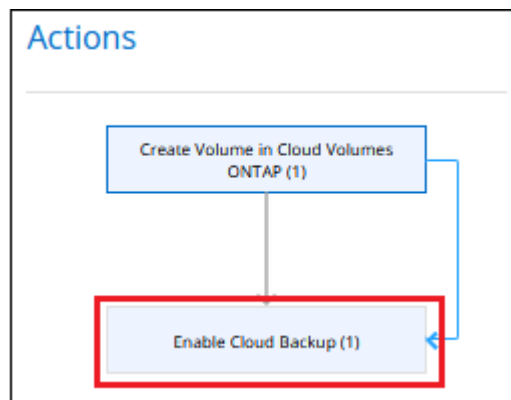 Actions
Create Volume in Cloud Volumes
ONTAP (1)
Enable Cloud Backup (1)